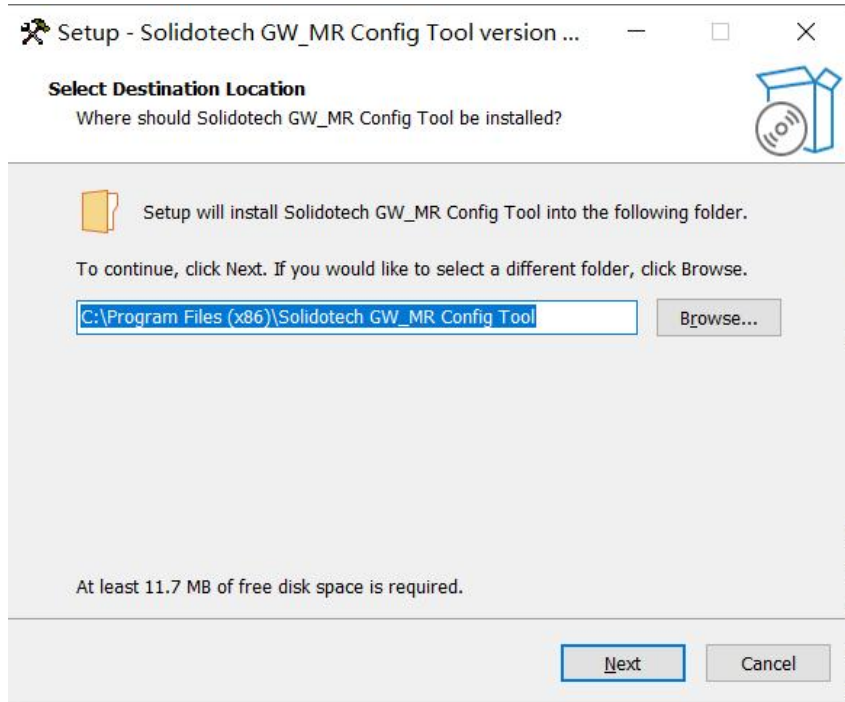 Setup - Solidotech GW_MR Config Tool version ...
Select Destination Location
Where should Solidotech GW_MR Config Tool be installed?
Setup will install Solidotech GW_MR Config Tool into the following folder.
To continue, click Next. If you would like to select a different folder, click Browse.
C:\Program Files (x86)\Solidotech GW_MR Config Tool
Browse...
At least 11.7 MB of free disk space is required.
Next
Cancel